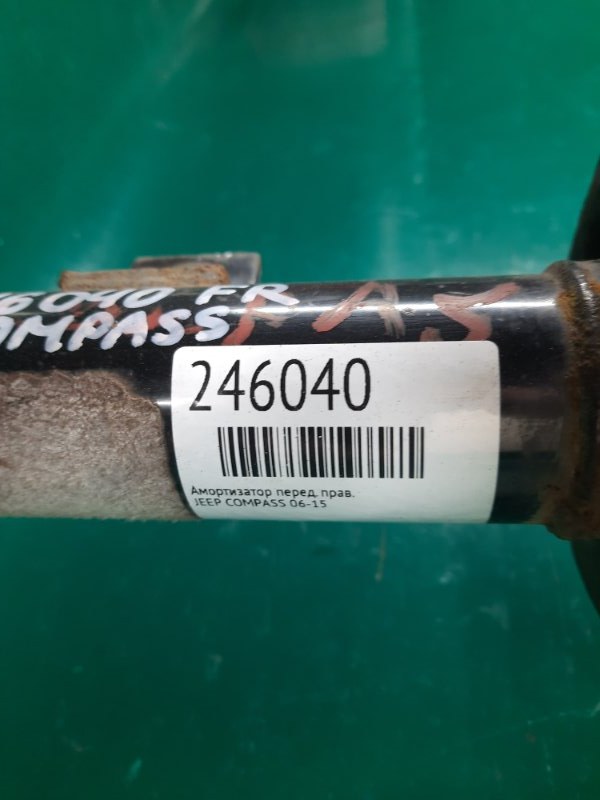 6040 FR
OMPASS
246040
Амортизатор перед. прав.
JEEP COMPASS 06-15